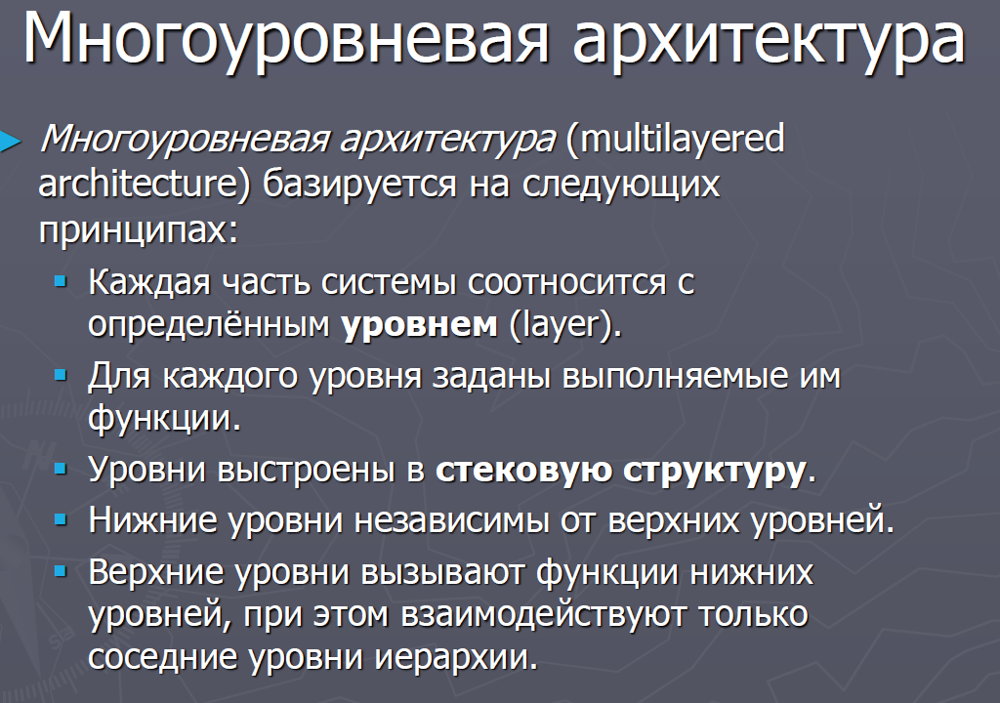 Многоуровневая архитектура
Многоуровневая архитектура (multilayered
architecture) базируется на следующих
принципах:
Каждая часть системы соотносится с
определённым уровнем (layer).
Для каждого уровня заданы выполняемые им
функции.
Уровни выстроены в стековую структуру.
Нижние уровни независимы от верхних уровней.
Верхние уровни вызывают функции нижних
уровней, при этом взаимодействуют только
соседние уровни иерархии.